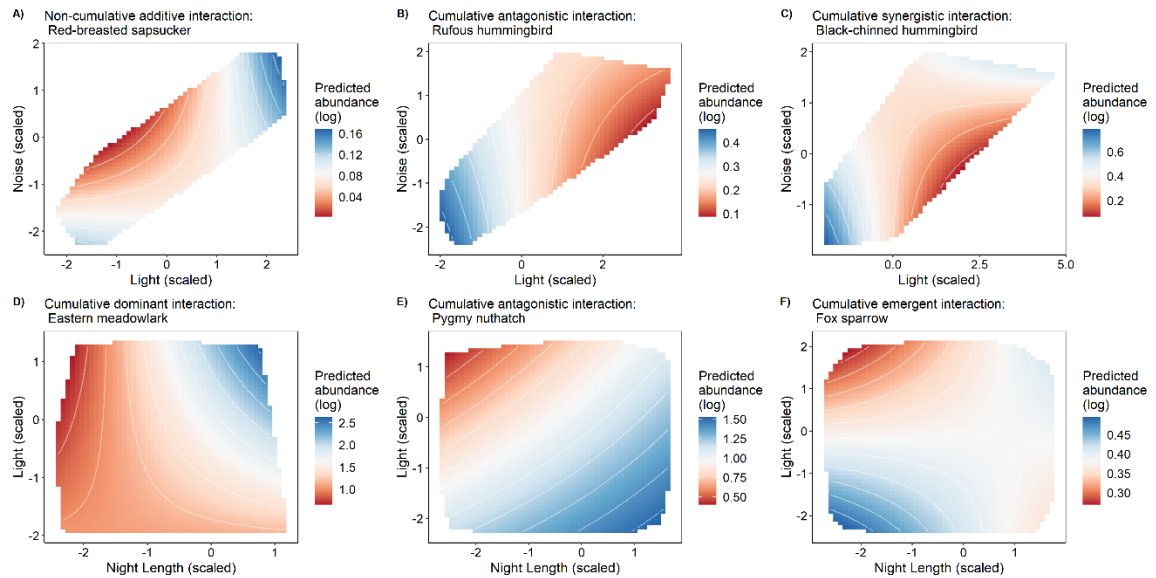 A) Non-cumulative additive interaction:
Red-breasted sapsucker
Noise (scaled)
2
1
0
-1
-2
-2 -1 0 1 2
Light (scaled)
Predicted
abundance
(log)
0.16
0.12
0.08
0.04
B) Cumulative antagonistic interaction:
Rufous hummingbird
Noise (scaled)
2
1
0
-1
-2
-2 0 2
Light (scaled)
Predicted
abundance
(log)
0.4
0.3
0.2
0.1
C) Cumulative synergistic interaction:
Black-chinned hummingbird
Noise (scaled)
2
1
0
-1
0.0 2.5 5.0
Light (scaled)
Predicted
abundance
(log)
0.6
0.4
0.2
D) Cumulative dominant interaction:
Eastern meadowlark
Light (scaled)
1
0
-1
-2
-2 -1 0 1
Night Length (scaled)
Predicted
abundance
(log)
2.5
2.0
1.5
1.0
E) Cumulative antagonistic interaction:
Pygmy nuthatch
Light (scaled)
1
0
-1
-2
-2 -1 0 1
Night Length (scaled)
Predicted
abundance
(log)
1.50
1.25
1.00
0.75
0.50
F) Cumulative emergent interaction:
Fox sparrow
Light (scaled)
2
1
0
-1
-2
-2 -1 0 1
Night Length (scaled)
Predicted
abundance
(log)
0.45
0.40
0.35
0.30